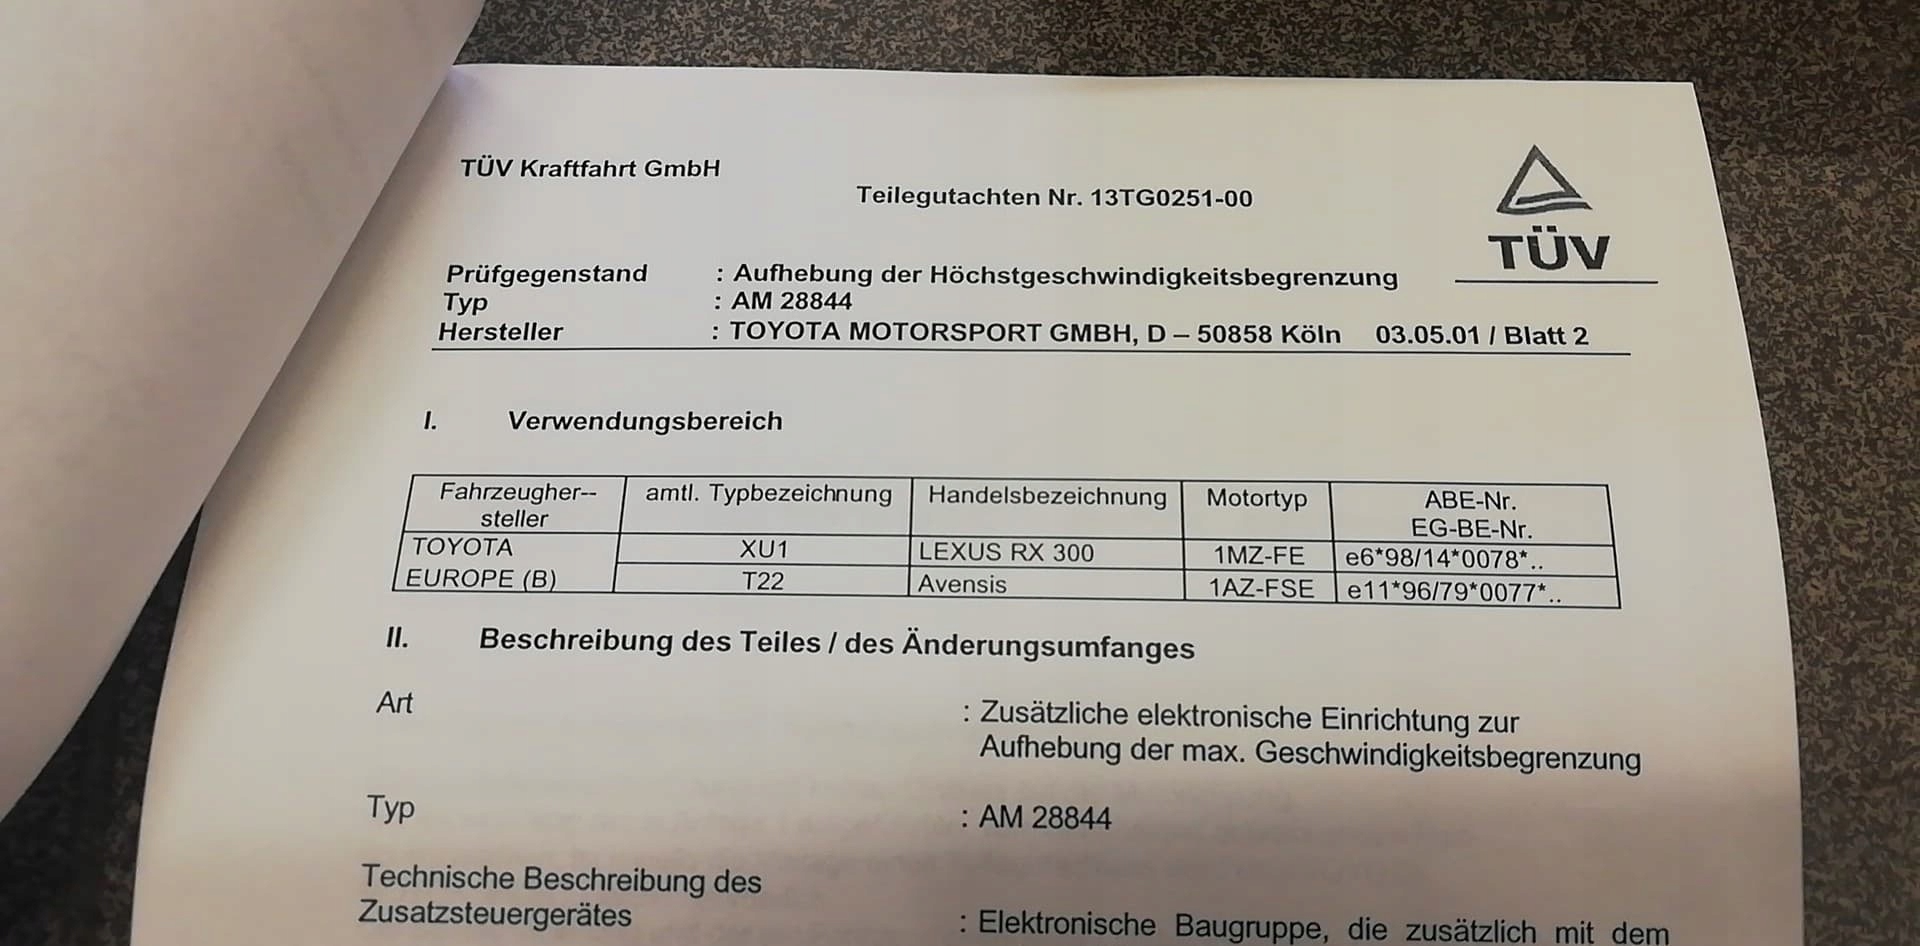 TÜV Kraftfahrt GmbH
Teilegutachten Nr. 13TG0251-00
TÜV
Prüfgegenstand : Aufhebung der Höchstgeschwindigkeitsbegrenzung
Typ : AM 28844
Hersteller : TOYOTA MOTORSPORT GMBH, D – 50858 Köln 03.05.01 / Blatt 2
I. Verwendungsbereich
Fahrzeugher-- amtl. Typbezeichnung Handelsbezeichnung Motortyp ABE-Nr.
steller EG-BE-Nr.
TOYOTA XU1 LEXUS RX 300 1MZ-FE e6*98/14*0078*..
EUROPE (B) T22 Avensis 1AZ-FSE e11*96/79*0077*..
II. Beschreibung des Teiles / des Änderungsumfanges
Art : Zusätzliche elektronische Einrichtung zur
Aufhebung der max. Geschwindigkeitsbegrenzung
Typ : AM 28844
Technische Beschreibung des
Zusatzsteuergerätes : Elektronische Baugruppe, die zusätzlich mit dem